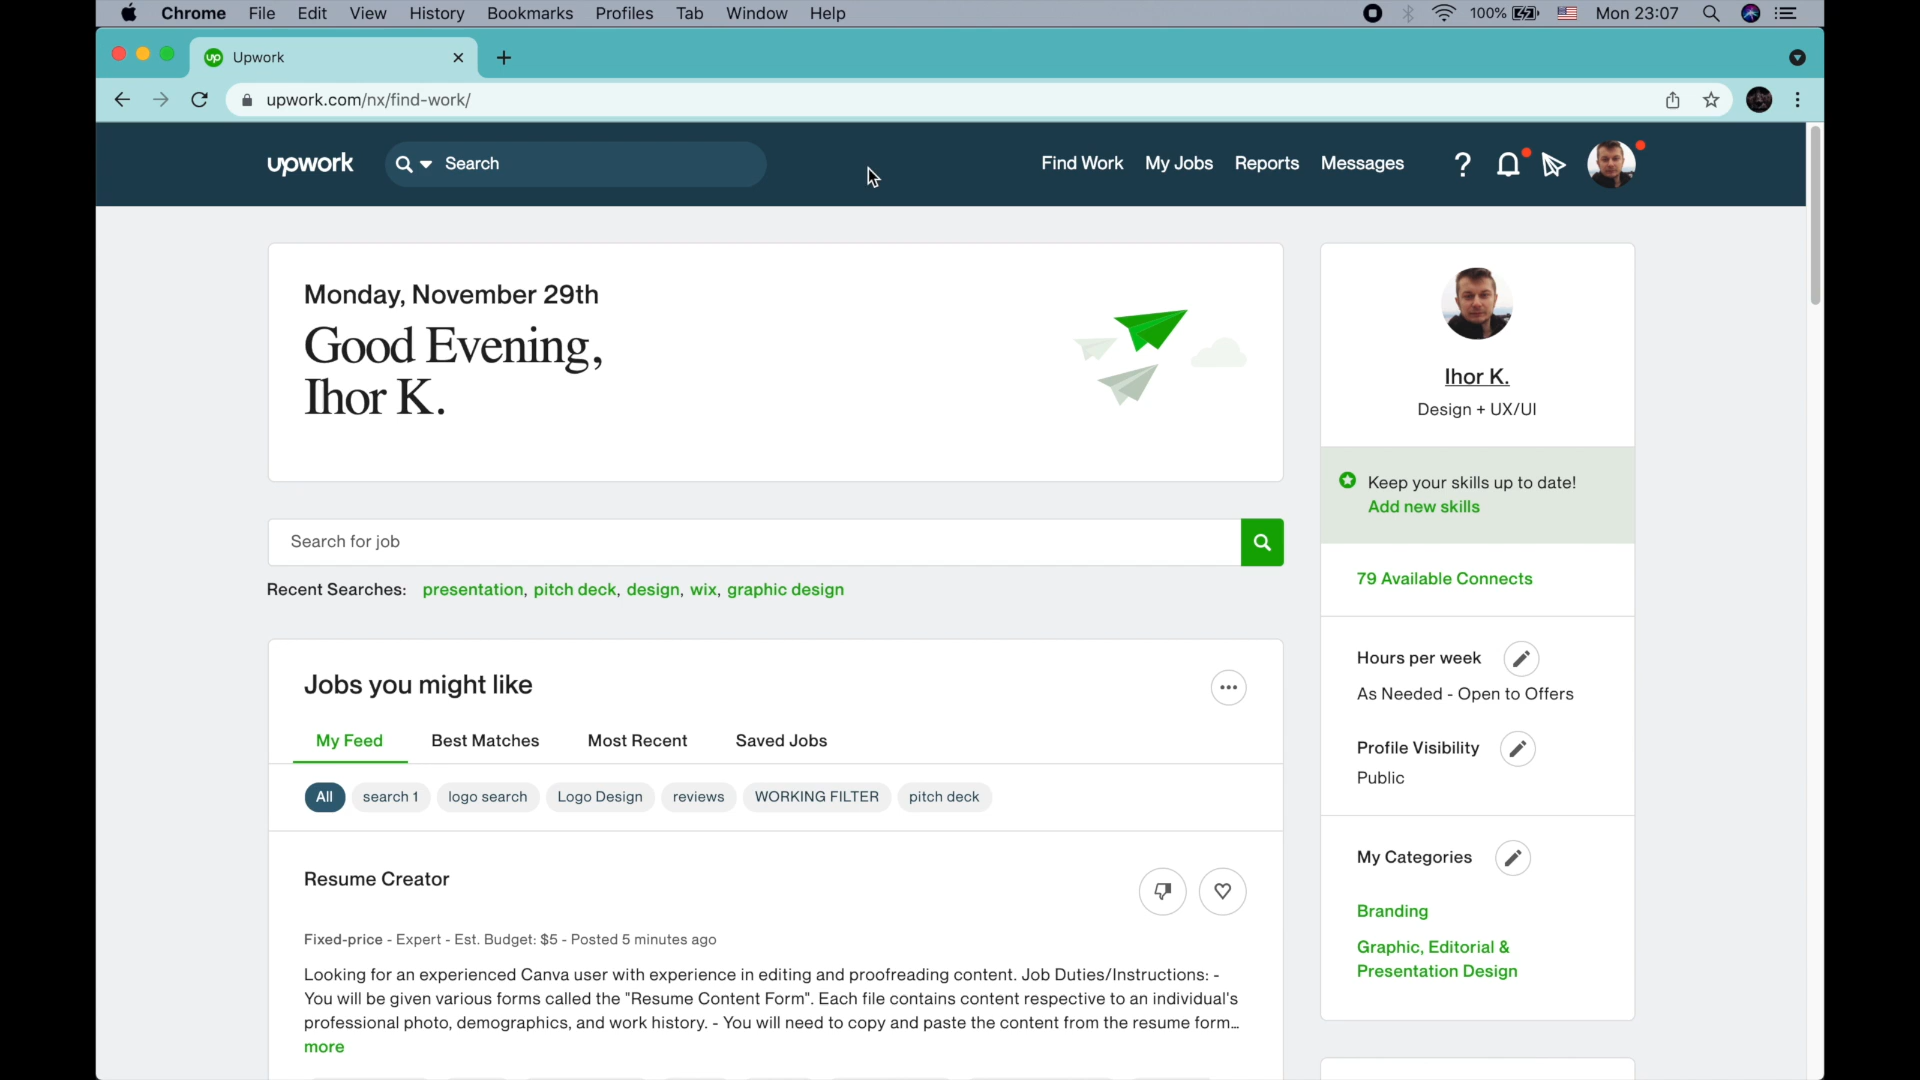 Chrome File Edit View History Bookmarks Profiles Tab Window Help 100% Mon 23:07
up Upwork
upwork.com/nx/find-work/
upwork Search Find Work My Jobs Reports Messages
Monday, November 29th
Good Evening,
Ihor K.
Search for job
Recent Searches: presentation, pitch deck, design, wix, graphic design
Jobs you might like
My Feed Best Matches Most Recent Saved Jobs
All search 1 logo search Logo Design reviews WORKING FILTER pitch deck
Resume Creator
Fixed-price - Expert - Est. Budget: $5 - Posted 5 minutes ago
Looking for an experienced Canva user with experience in editing and proofreading content. Job Duties/Instructions: -
You will be given various forms called the "Resume Content Form". Each file contains content respective to an individual's
professional photo, demographics, and work history. - You will need to copy and paste the content from the resume form...
more
Ihor K.
Design + UX/UI
Keep your skills up to date!
Add new skills
79 Available Connects
Hours per week
As Needed - Open to Offers
Profile Visibility
Public
My Categories
Branding
Graphic, Editorial &
Presentation Design